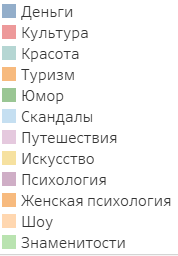 Деньги
Культура
Красота
Туризм
Юмор
Скандалы
Путешествия
Искусство
Психология
Женская психология
Шоу
Знаменитости